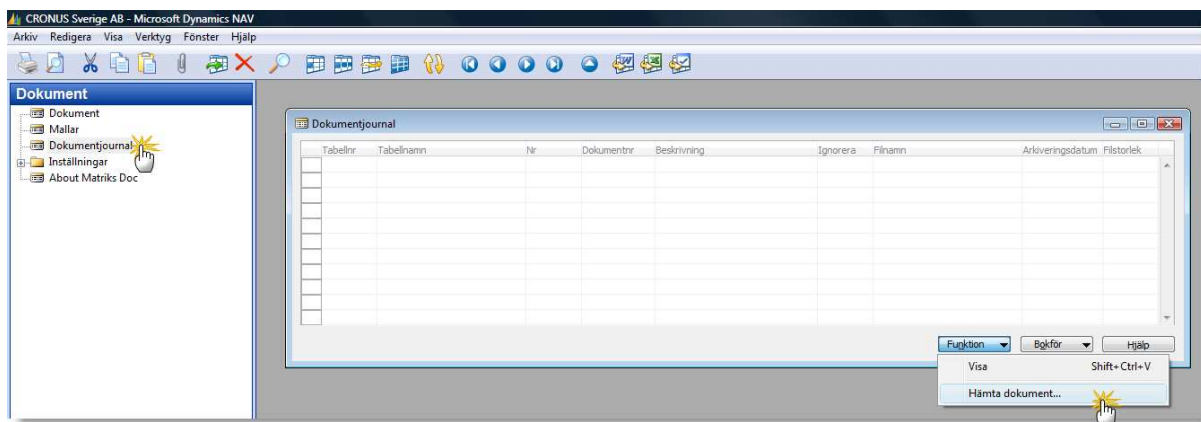 CRONUS Sverige AB - Microsoft Dynamics NAV
Arkiv Redigera Visa Verktyg Fönster Hjälp
Dokument
Dokument
Mallar
Dokumentjournal
Inställningar
About Matriks Doc
Dokumentjournal
Tabellnr Tabellnamn Nr Dokumentnr Beskrivning Ignorera Filnamn Arkiveringsdatum Filstorlek
Funktion Bokför Hjälp
Visa Shift+Ctrl+V
Hämta dokument...